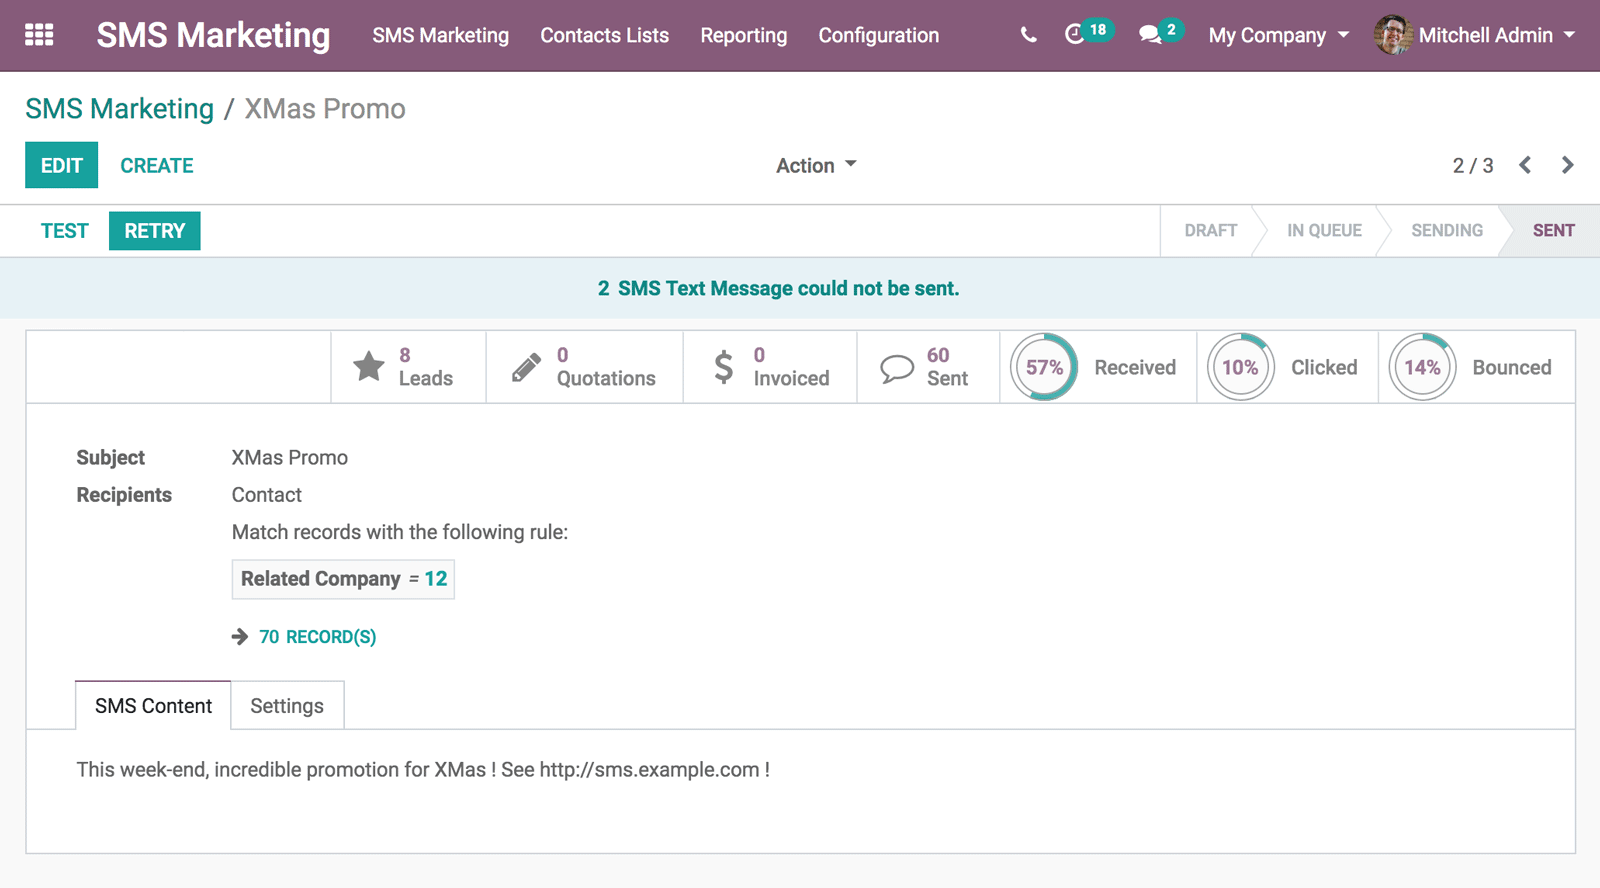 SMS Marketing SMS Marketing Contacts Lists Reporting Configuration 18 2 My Company Mitchell Admin
SMS Marketing / XMas Promo
EDIT CREATE Action 2 / 3
TEST RETRY DRAFT IN QUEUE SENDING SENT
2 SMS Text Message could not be sent.
8 Leads 0 Quotations 0 Invoiced 60 Sent 57% Received 10% Clicked 14% Bounced
Subject XMas Promo
Recipients Contact
Match records with the following rule:
Related Company = 12
70 RECORD(S)
SMS Content Settings
This week-end, incredible promotion for XMas ! See http://sms.example.com !